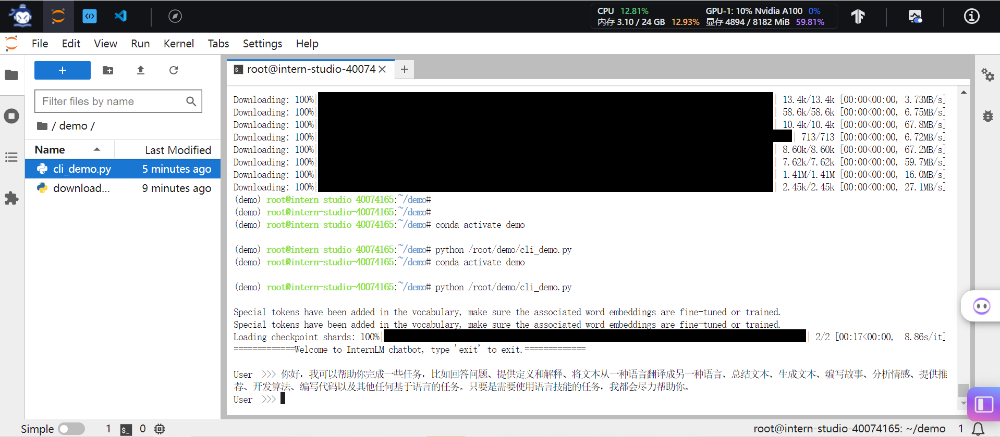 CPU 12.81% GPU-1: 10% Nvidia A100 0%
内存 3.10 / 24 GB 12.93% 显存 4894 / 8182 MiB 59.81%
File Edit View Run Kernel Tabs Settings Help
root@intern-studio-40074
Filter files by name
/ demo /
Name Last Modified
cli_demo.py 5 minutes ago
download... 9 minutes ago
Downloading: 100%| | 13.4k/13.4k [00:00<00:00, 3.73MB/s]
Downloading: 100%| | 58.6k/58.6k [00:00<00:00, 6.75MB/s]
Downloading: 100%| | 10.4k/10.4k [00:00<00:00, 67.8MB/s]
Downloading: 100%| | 713/713 [00:00<00:00, 6.72MB/s]
Downloading: 100%| | 8.60k/8.60k [00:00<00:00, 67.2MB/s]
Downloading: 100%| | 7.62k/7.62k [00:00<00:00, 59.7MB/s]
Downloading: 100%| | 1.41M/1.41M [00:00<00:00, 16.0MB/s]
Downloading: 100%| | 2.45k/2.45k [00:00<00:00, 27.1MB/s]
(demo) root@intern-studio-40074165:~/demo#
(demo) root@intern-studio-40074165:~/demo#
(demo) root@intern-studio-40074165:~/demo# conda activate demo
(demo) root@intern-studio-40074165:~/demo# python /root/demo/cli_demo.py
(demo) root@intern-studio-40074165:~/demo# conda activate demo
(demo) root@intern-studio-40074165:~/demo# python /root/demo/cli_demo.py
Special tokens have been added in the vocabulary, make sure the associated word embeddings are fine-tuned or trained.
Special tokens have been added in the vocabulary, make sure the associated word embeddings are fine-tuned or trained.
Loading checkpoint shards: 100%| | 2/2 [00:17<00:00, 8.86s/it]
=============Welcome to InternLM chatbot, type 'exit' to exit.=============
User >>> 你好，我可以帮助你完成一些任务，比如回答问题、提供定义和解释、将文本从一种语言翻译成另一种语言、总结文本、生成文本、编写故事、分析情感、提供推
荐、开发算法、编写代码以及其他任何基于语言的任务。只要是需要使用语言技能的任务，我都会尽力帮助你。
User >>>
Simple 1 0 root@intern-studio-40074165: ~/demo 1